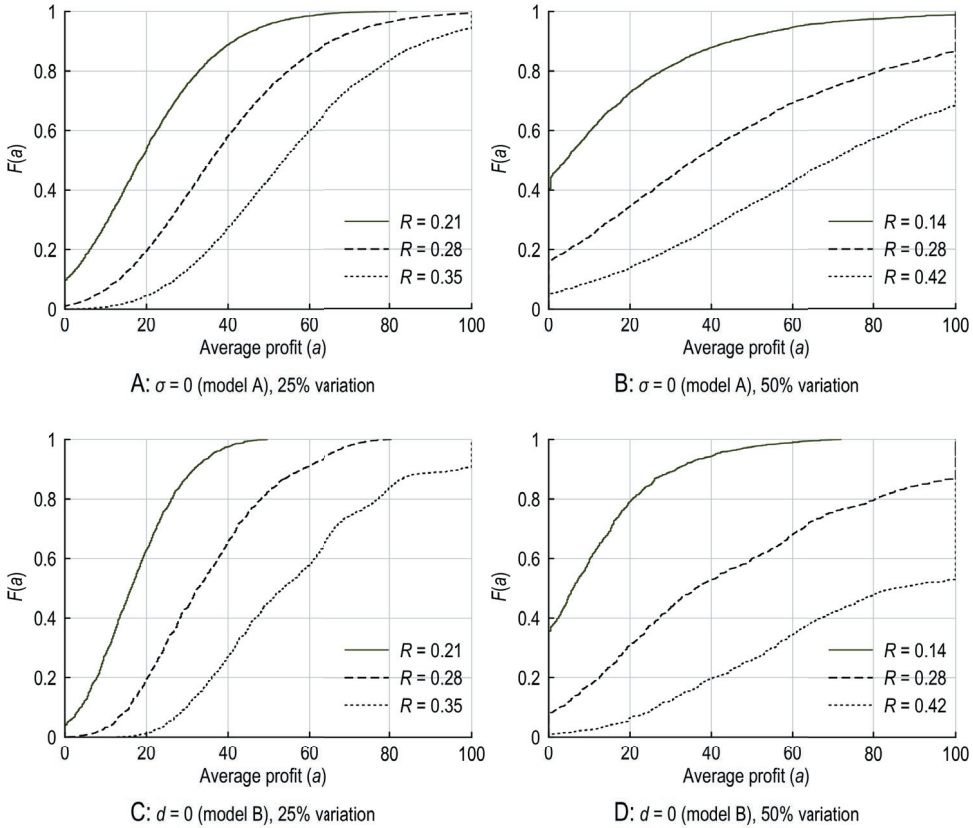 1
0.8
0.6
0.4
0.2
0
F(a)
R = 0.21
R = 0.28
R = 0.35
0 20 40 60 80 100
Average profit (a)
A: σ = 0 (model A), 25% variation
1
0.8
0.6
0.4
0.2
0
F(a)
R = 0.14
R = 0.28
R = 0.42
0 20 40 60 80 100
Average profit (a)
B: σ = 0 (model A), 50% variation
1
0.8
0.6
0.4
0.2
0
F(a)
R = 0.21
R = 0.28
R = 0.35
0 20 40 60 80 100
Average profit (a)
C: d = 0 (model B), 25% variation
1
0.8
0.6
0.4
0.2
0
F(a)
R = 0.14
R = 0.28
R = 0.42
0 20 40 60 80 100
Average profit (a)
D: d = 0 (model B), 50% variation